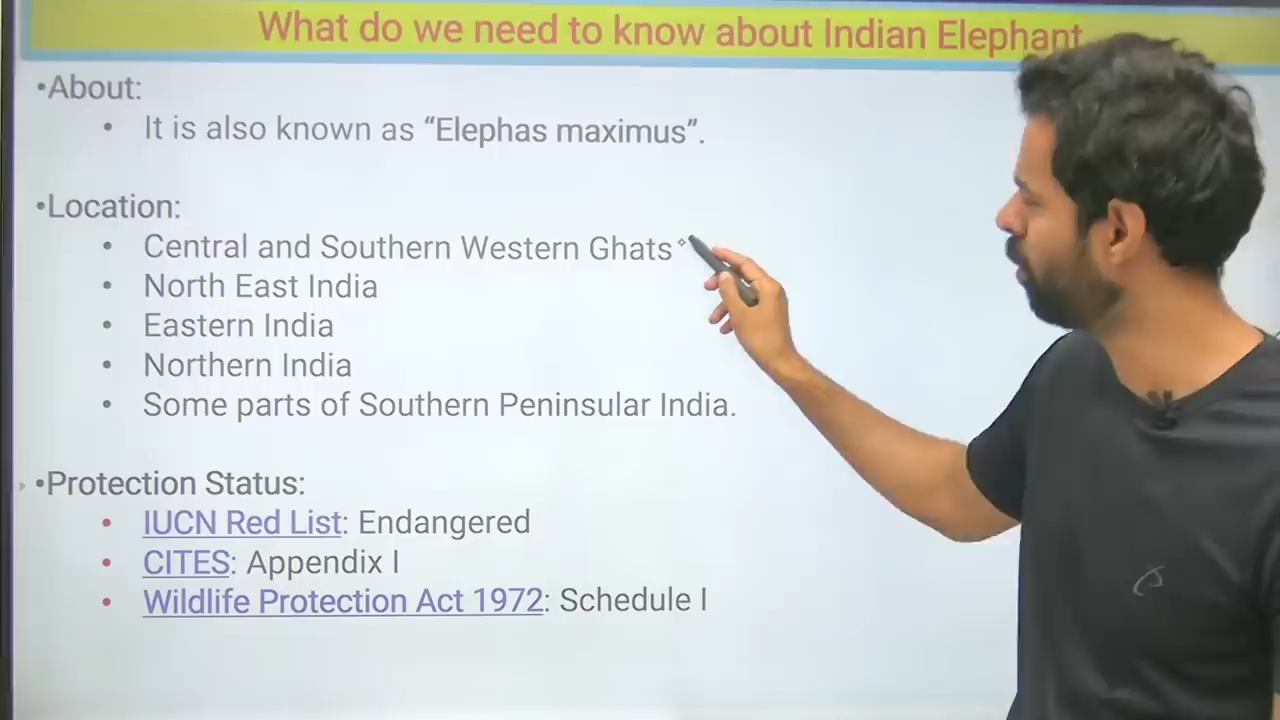 What do we need to know about Indian Elephant
•About:
• It is also known as “Elephas maximus”.
•Location:
• Central and Southern Western Ghats
• North East India
• Eastern India
• Northern India
• Some parts of Southern Peninsular India.
•Protection Status:
• IUCN Red List: Endangered
• CITES: Appendix I
• Wildlife Protection Act 1972: Schedule I